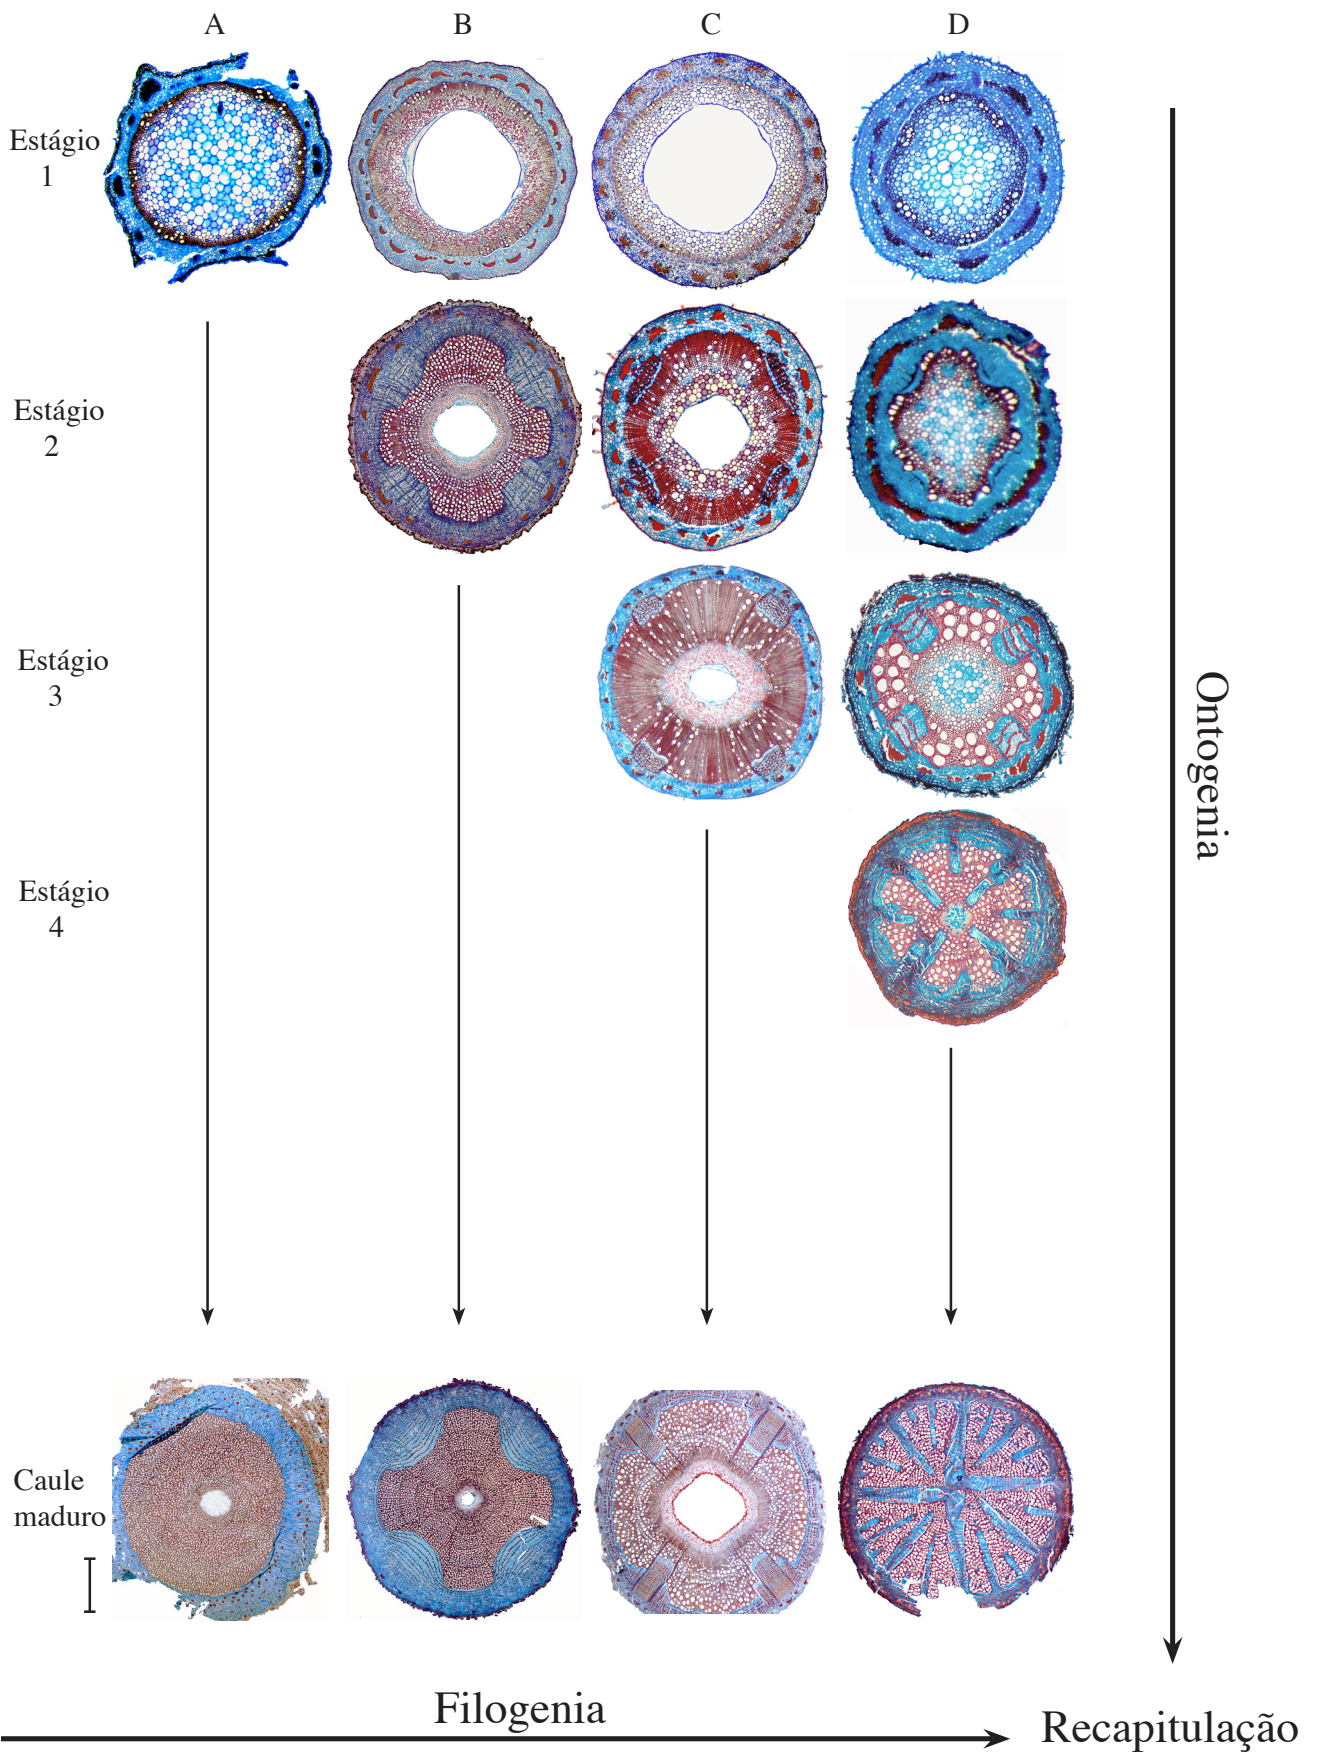 A B C D
Estágio
1
Estágio
2
Estágio
3
Estágio
4
Ontogenia
Caule
maduro
Filogenia
Recapitulação